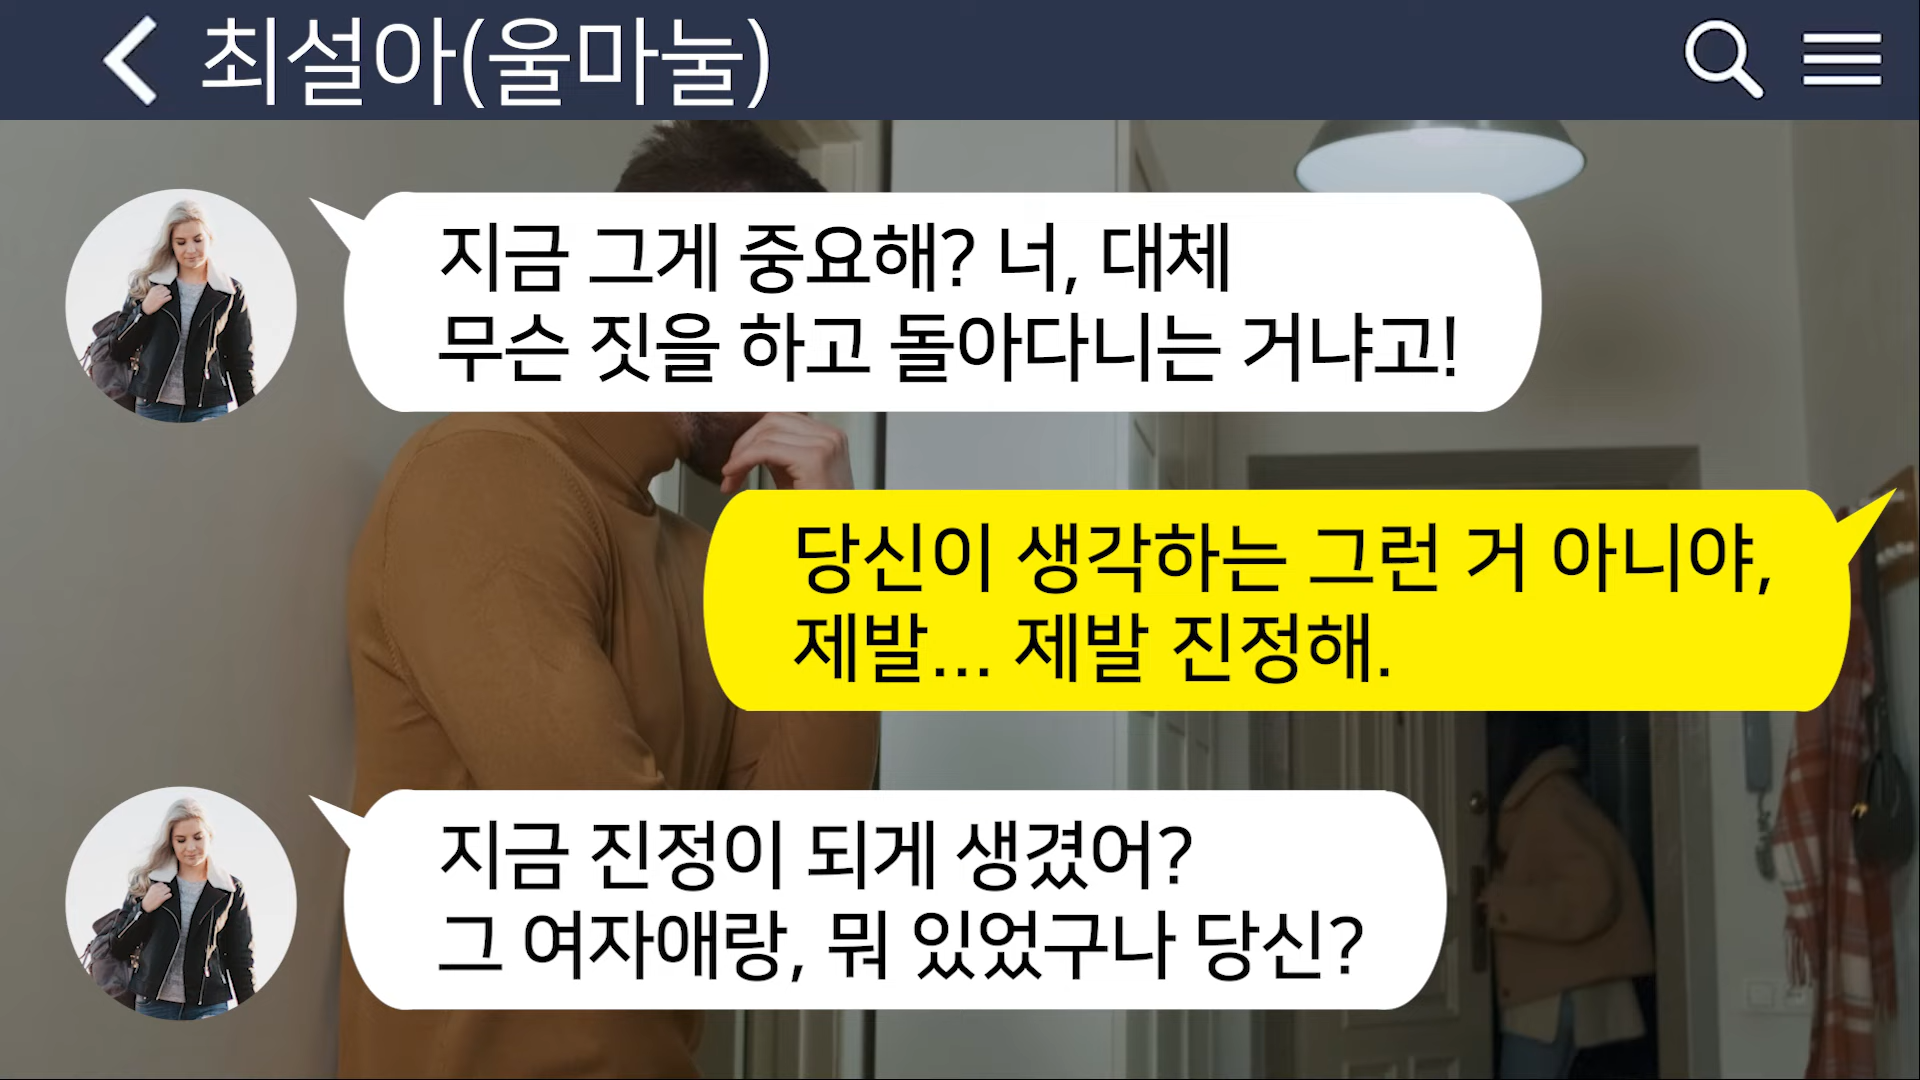 최설아(울마눌)
지금 그게 중요해? 너, 대체
무슨 짓을 하고 돌아다니는 거냐고!
당신이 생각하는 그런 거 아니야,
제발... 제발 진정해.
지금 진정이 되게 생겼어?
그 여자애랑, 뭐 있었구나 당신?